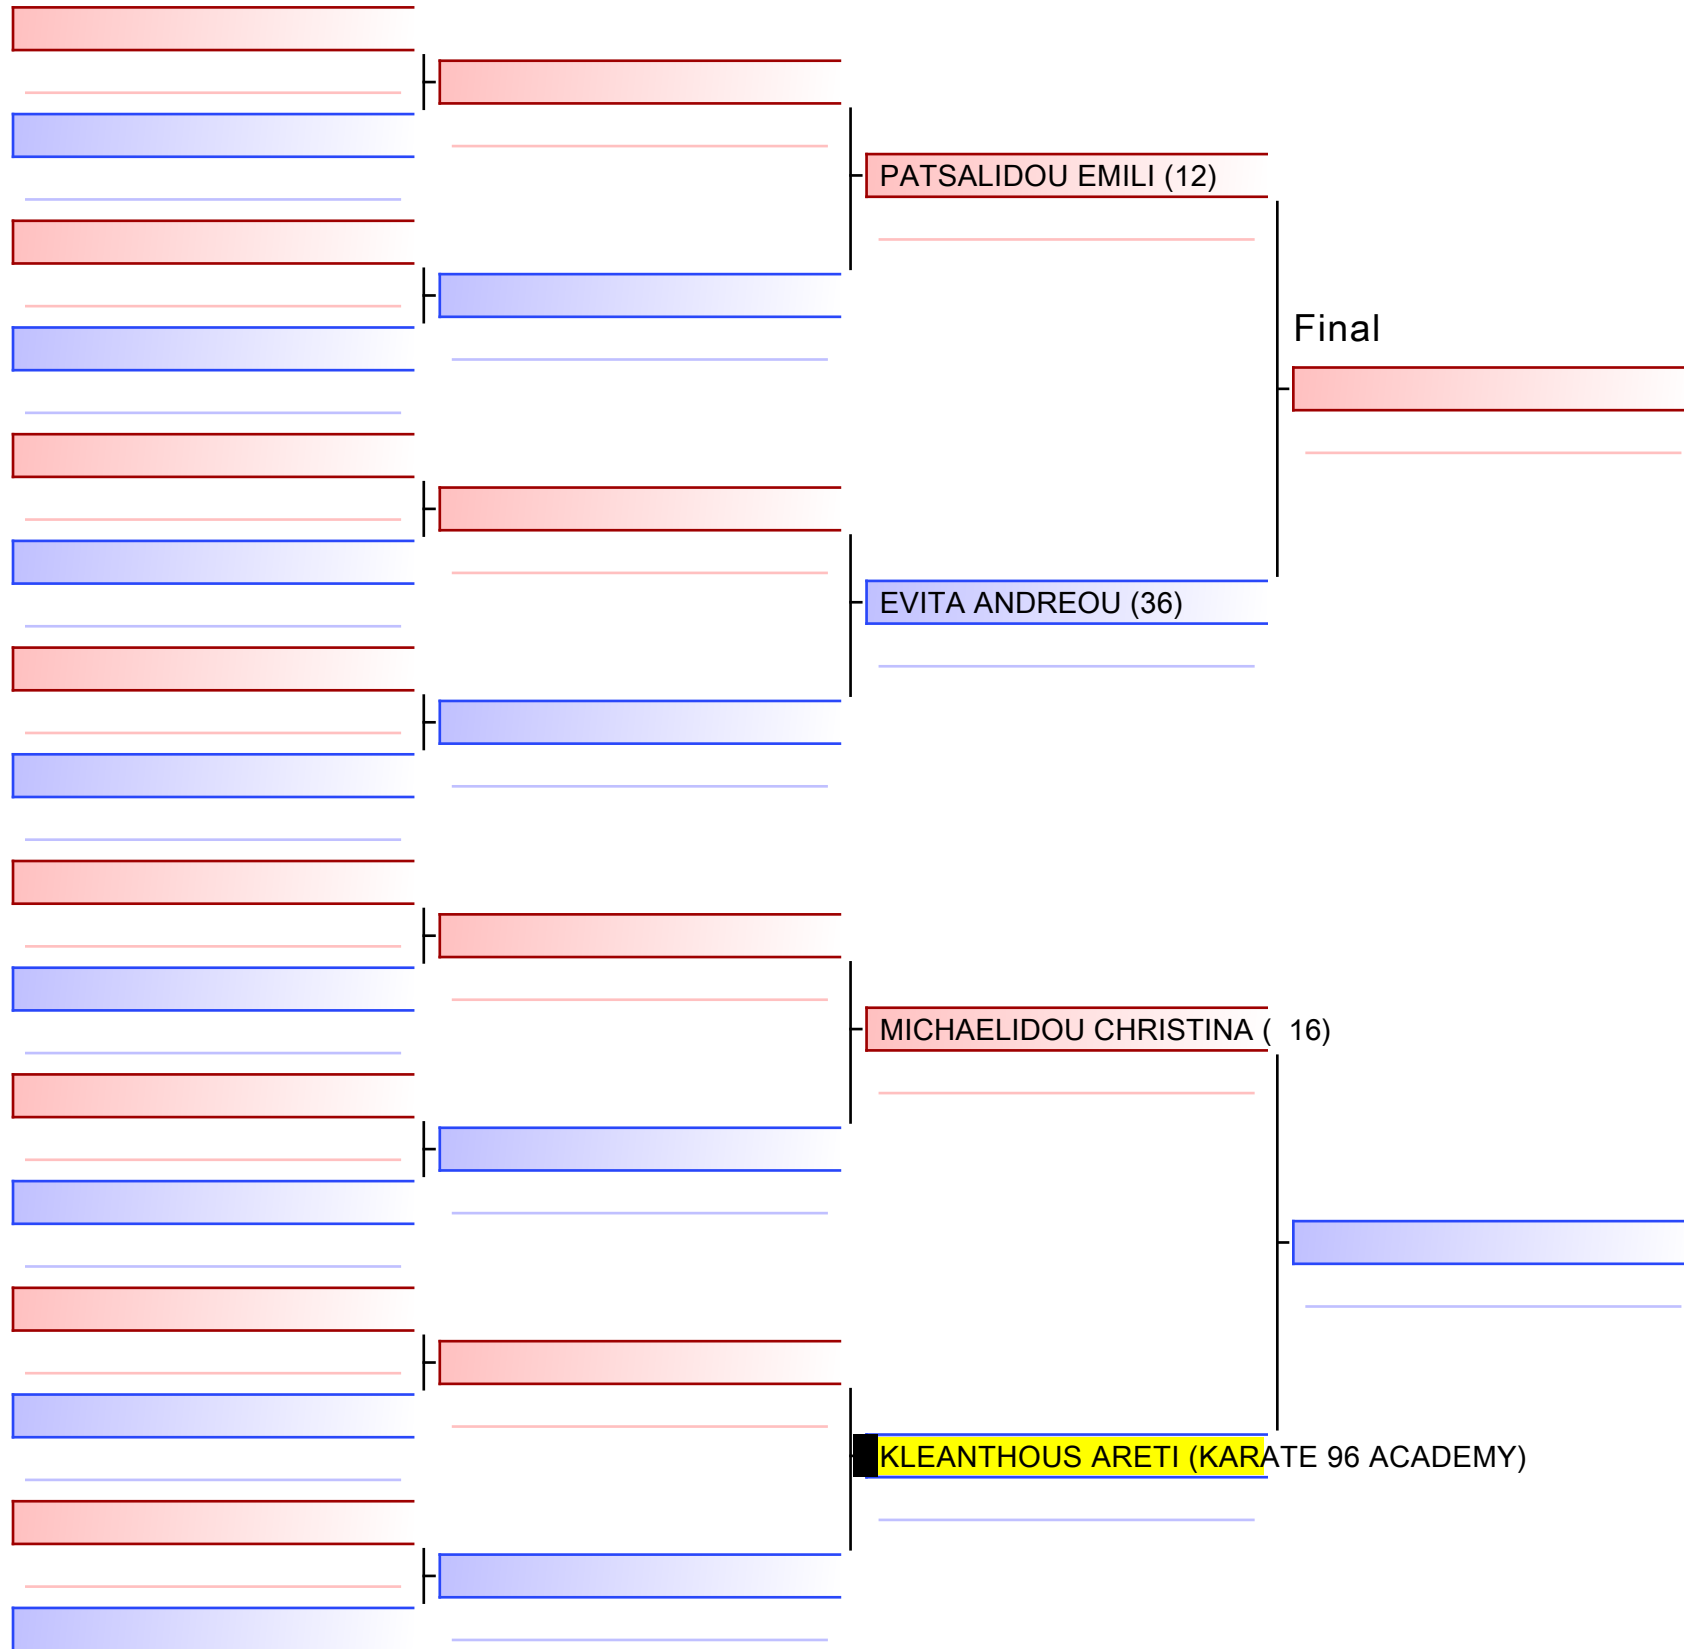 PATSALIDOU EMILI (12)
Final
EVITA ANDREOU (36)
MICHAELIDOU CHRISTINA ( 16)
KLEANTHOUS ARETI (KARATE 96 ACADEMY)